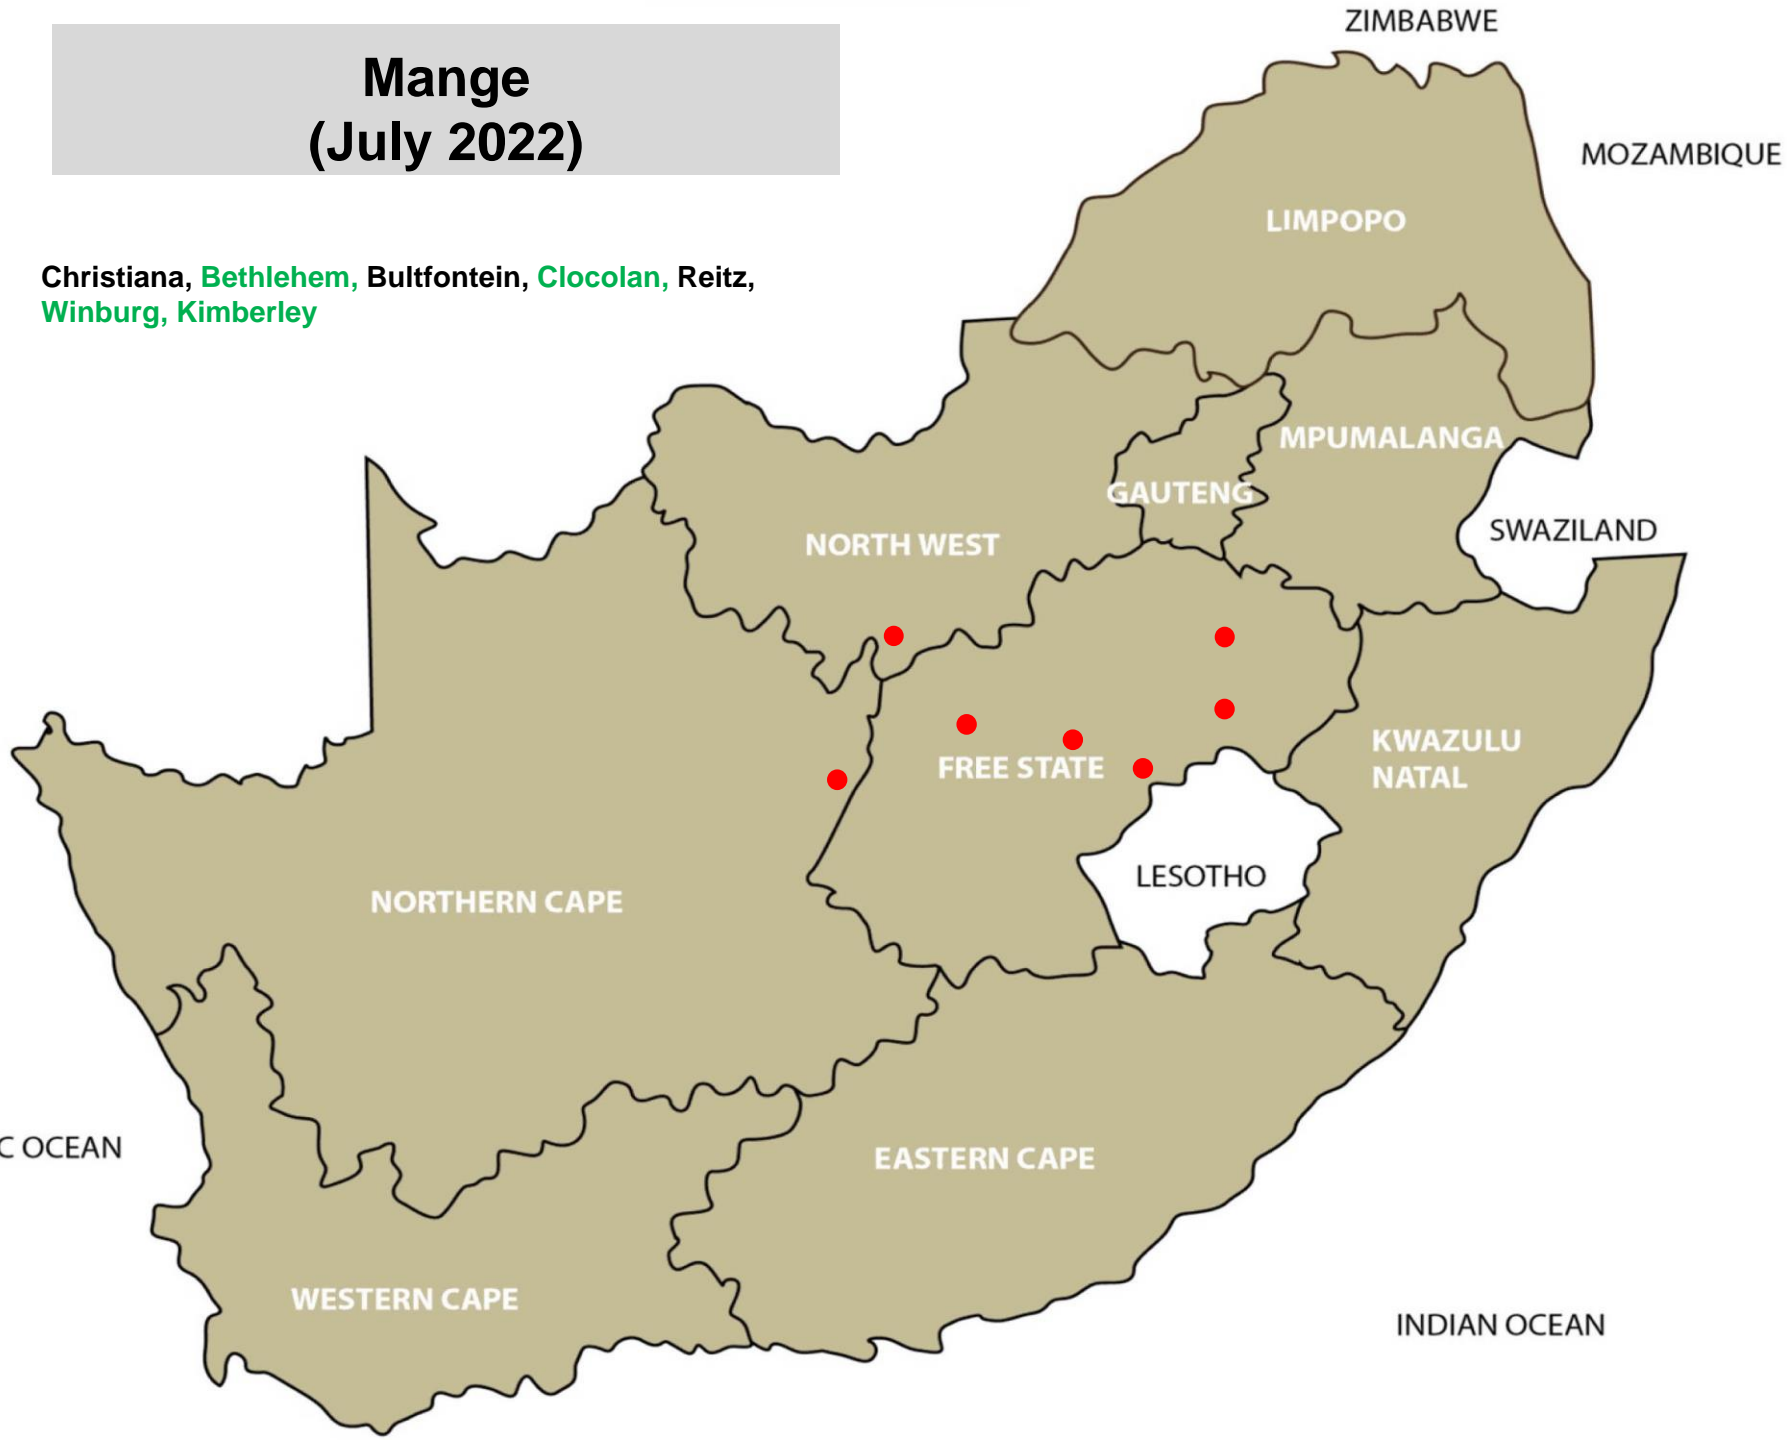 Mange
(July 2022)
Christiana, Bethlehem, Bultfontein, Clocolan, Reitz,
Winburg, Kimberley
ZIMBABWE
MOZAMBIQUE
LIMPOPO
MPUMALANGA
GAUTENG
SWAZILAND
NORTH WEST
KWAZULU
NATAL
FREE STATE
LESOTHO
NORTHERN CAPE
C OCEAN
EASTERN CAPE
WESTERN CAPE
INDIAN OCEAN